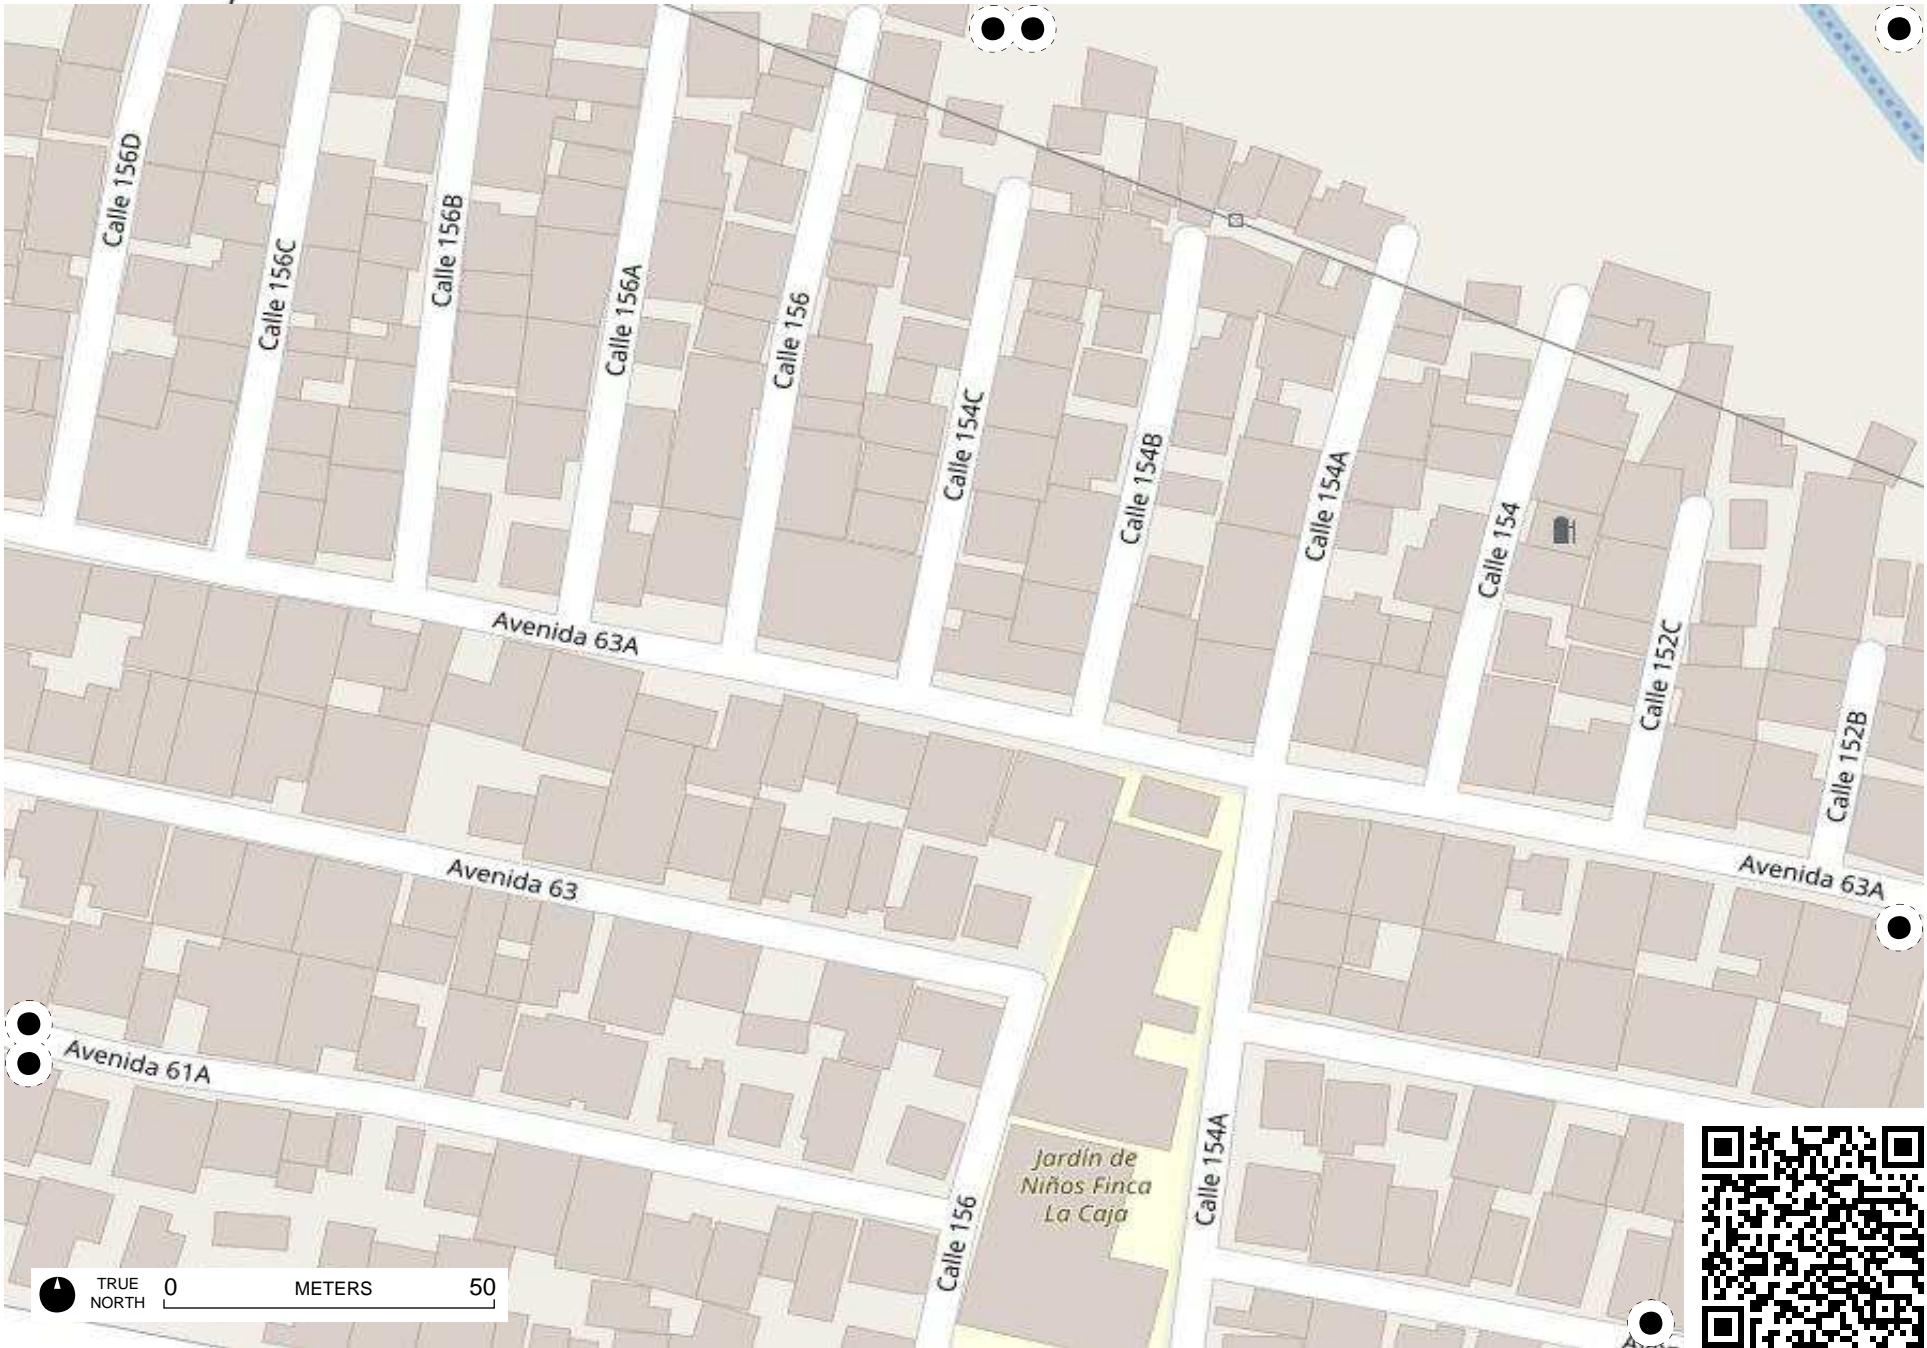 Calle 156D
Calle 156C
Calle 156B
Calle 156A
Calle 156
Calle 154C
Calle 154B
Calle 154A
Calle 154
Calle 152C
Calle 152B
Avenida 63A
Avenida 63A
Avenida 63
Avenida 61A
Calle 156
Calle 154A
Jardín de
Niños Finca
La Caja
TRUE
NORTH
0 METERS 50